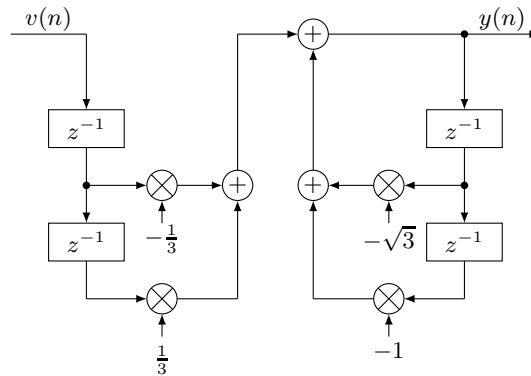 v(n) y(n)
z⁻¹ z⁻¹
−1/3 −√3
z⁻¹ z⁻¹
1/3 −1